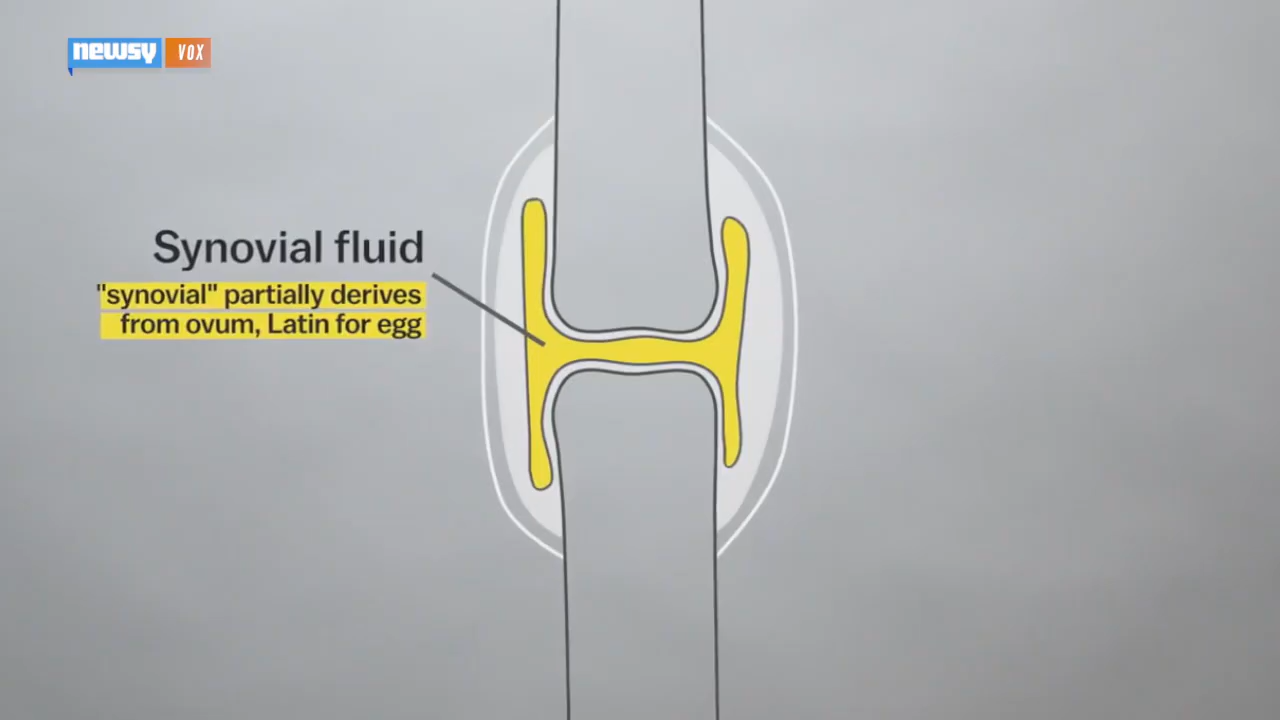 newsy VOX
Synovial fluid
"synovial" partially derives
from ovum, Latin for egg